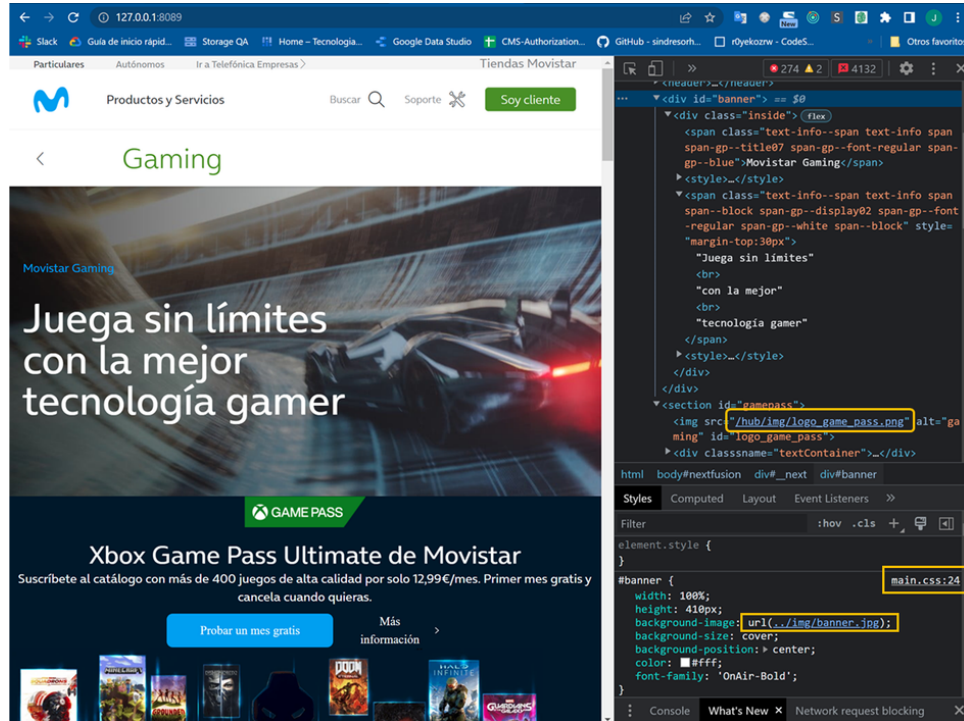 127.0.0.1:8089
Slack Guía de inicio rápid... Storage QA Home – Tecnologia... Google Data Studio CMS-Authorization... GitHub - sindresorh... r0yekozrw - CodeS... Otros favoritos
Particulares Autónomos Ir a Telefónica Empresas Tiendas Movistar
Productos y Servicios Buscar Soporte Soy cliente
Gaming
Movistar Gaming
Juega sin límites
con la mejor
tecnología gamer
GAME PASS
Xbox Game Pass Ultimate de Movistar
Suscríbete al catálogo con más de 400 juegos de alta calidad por solo 12,99€/mes. Primer mes gratis y
cancela cuando quieras.
Probar un mes gratis
Más
información
MINECRAFT
GROUNDED
DOOM
HALO
INFINITE
GUARDIANS
274 2 4132
<header>…</header>
<div id="banner"> == $0
<div class="inside"> flex
<span class="text-info--span text-info span
span-gp--title07 span-gp--font-regular span-
gp--blue">Movistar Gaming</span>
<style>…</style>
<span class="text-info--span text-info span
span--block span-gp--display02 span-gp--font
-regular span-gp--white span--block" style=
"margin-top:30px">
"Juega sin límites"
<br>
"con la mejor"
<br>
"tecnología gamer"
</span>
<style>…</style>
</div>
</div>
<section id="gamepass">
<img src="/hub/img/logo_game_pass.png" alt="ga
ming" id="logo_game_pass">
<div classsname="textContainer">…</div>
html body#nextfusion div#__next div#banner
Styles Computed Layout Event Listeners
Filter :hov .cls
element.style {
}
#banner { main.css:24
width: 100%;
height: 410px;
background-image: url(../img/banner.jpg);
background-size: cover;
background-position: center;
color: #fff;
font-family: 'OnAir-Bold';
}
Console What's New Network request blocking